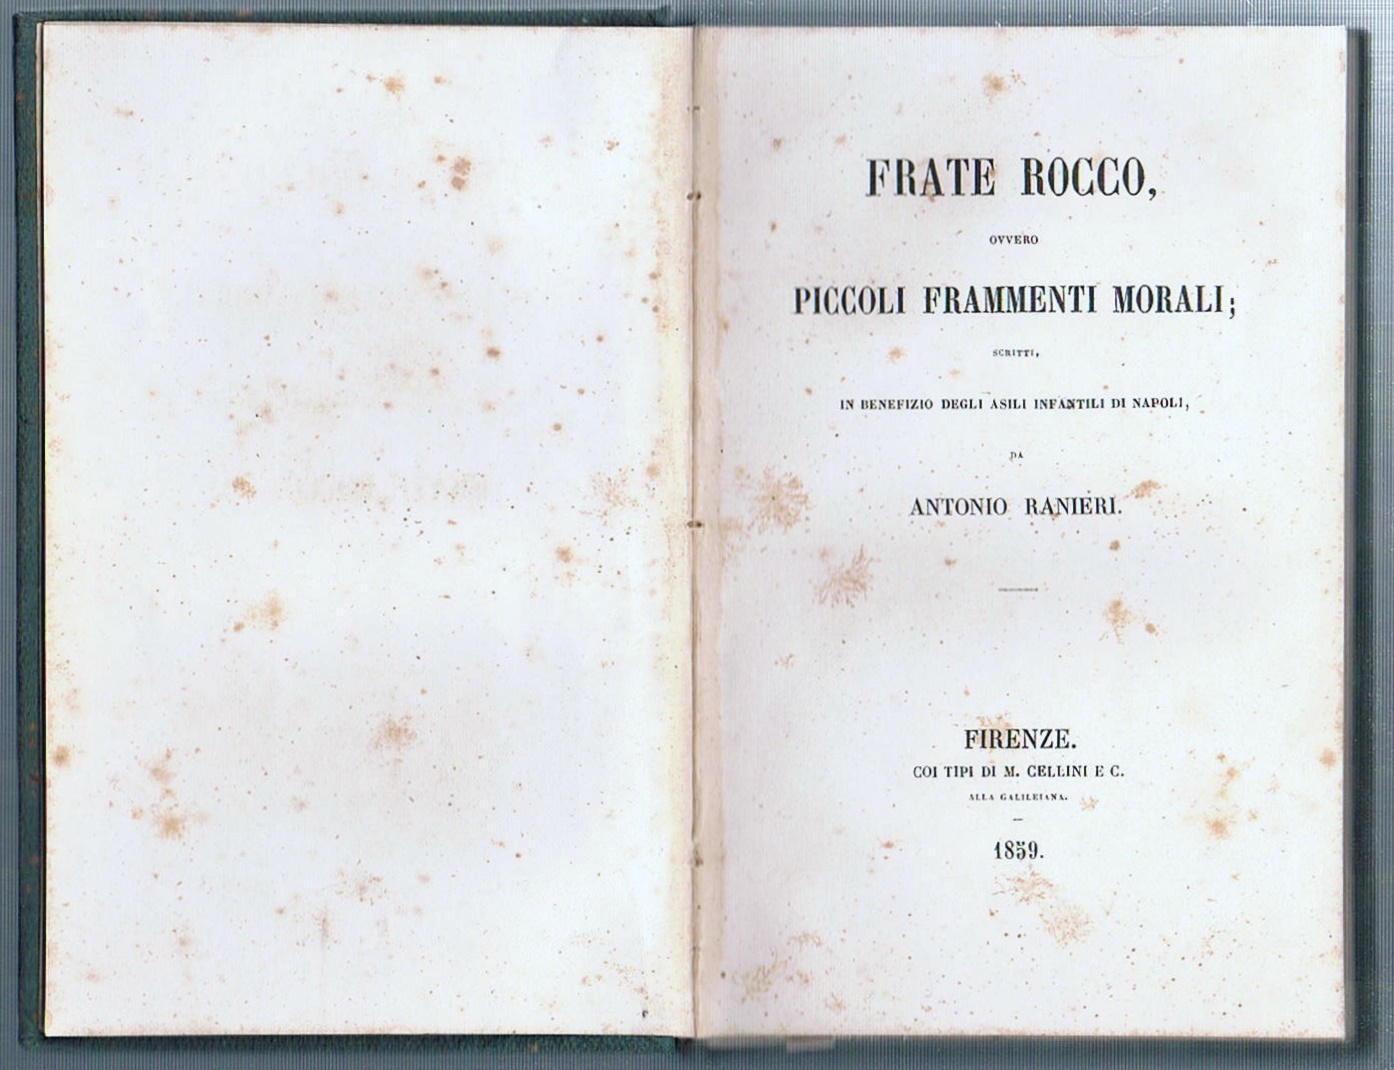 FRATE ROCCO,
OVVERO
PICCOLI FRAMMENTI MORALI;
SCRITTI,
IN BENEFIZIO DEGLI ASILI INFANTILI DI NAPOLI,
DA
ANTONIO RANIERI.
FIRENZE.
COI TIPI DI M. CELLINI E C.
ALLA GALILEIANA.
1859.